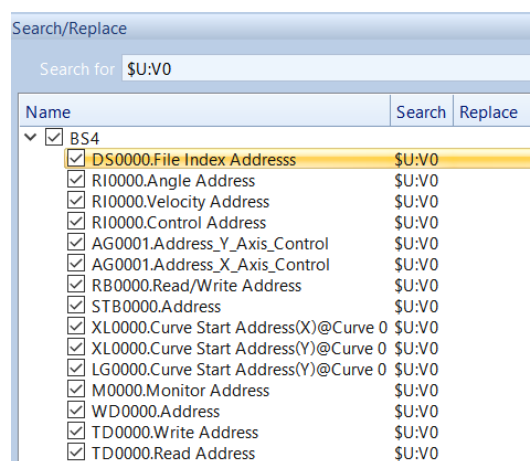 Search/Replace
Search for $U:V0
Name Search Replace
BS4
DS0000.File Index Addresss $U:V0
RI0000.Angle Address $U:V0
RI0000.Velocity Address $U:V0
RI0000.Control Address $U:V0
AG0001.Address_Y_Axis_Control $U:V0
AG0001.Address_X_Axis_Control $U:V0
RB0000.Read/Write Address $U:V0
STB0000.Address $U:V0
XL0000.Curve Start Address(X)@Curve 0 $U:V0
XL0000.Curve Start Address(Y)@Curve 0 $U:V0
LG0000.Curve Start Address(Y)@Curve 0 $U:V0
M0000.Monitor Address $U:V0
WD0000.Address $U:V0
TD0000.Write Address $U:V0
TD0000.Read Address $U:V0